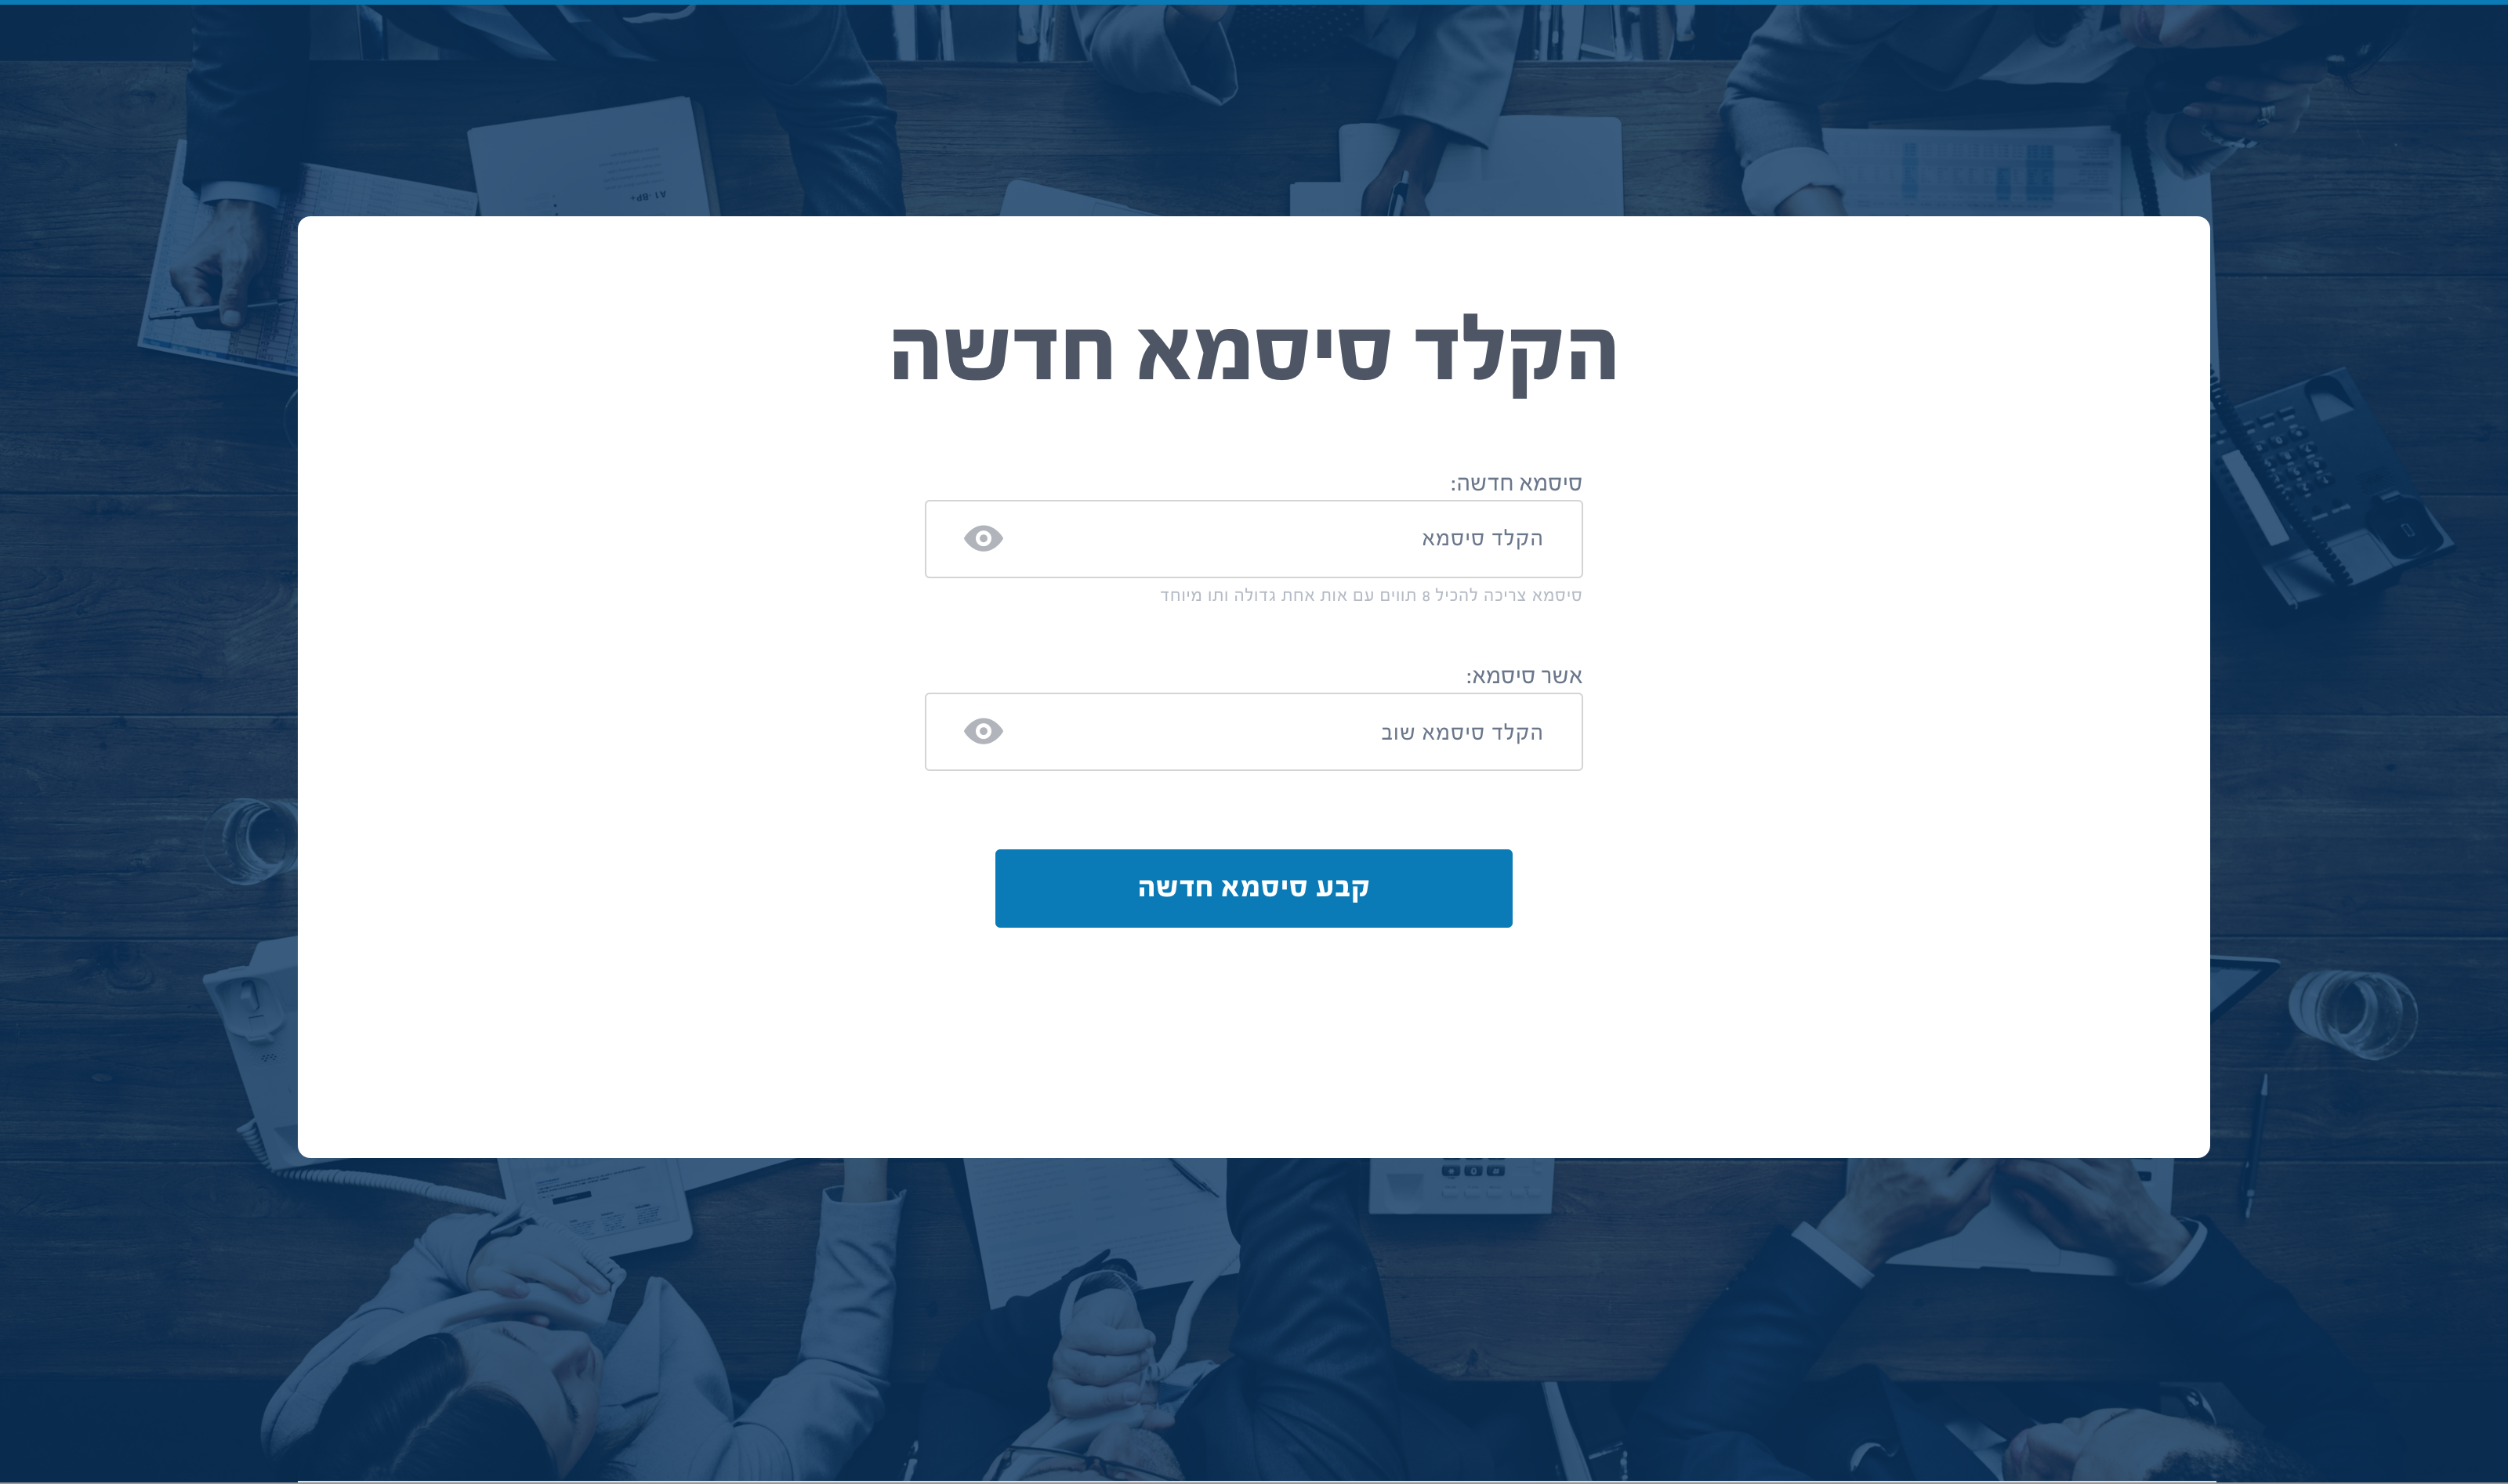 הקלד סיסמא חדשה
סיסמא חדשה:
הקלד סיסמא
סיסמא צריכה להכיל 8 תווים עם אות אחת גדולה ותו מיוחד
אשר סיסמא:
הקלד סיסמא שוב
קבע סיסמא חדשה